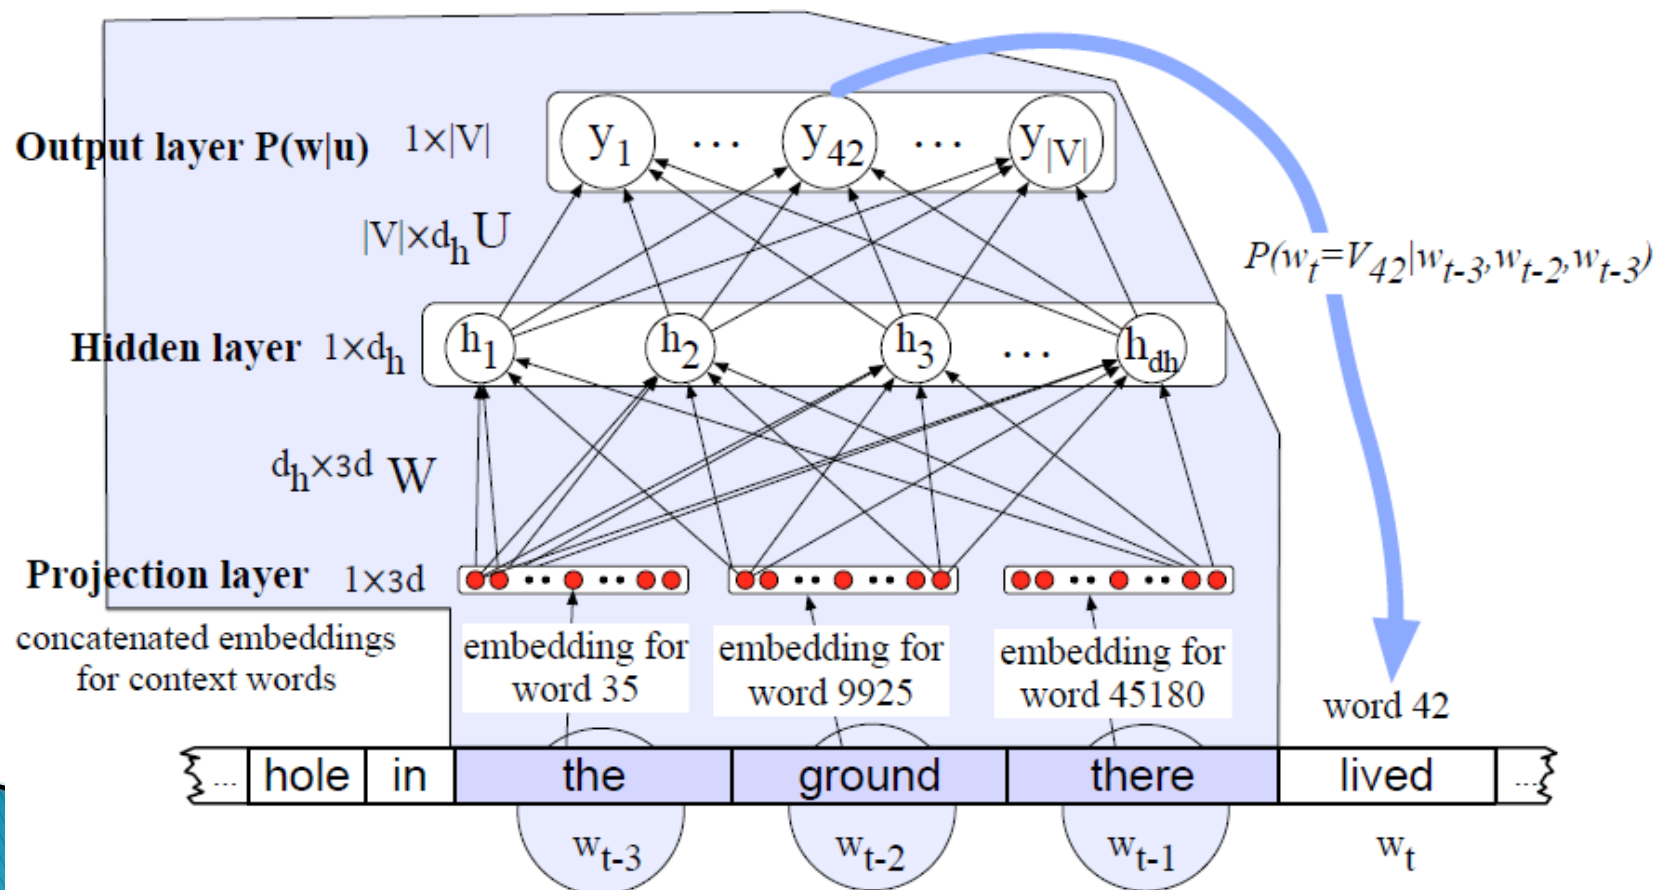 Output layer P(w|u) 1×|V|
y1 ... y42 ... y|V|
|V|×dh U
P(wt=V42|wt-3,wt-2,wt-3)
Hidden layer 1×dh
h1 h2 h3 ... hdh
dh×3d W
Projection layer 1×3d
concatenated embeddings
for context words
embedding for
word 35
embedding for
word 9925
embedding for
word 45180
word 42
... hole in the ground there lived ...
wt-3 wt-2 wt-1 wt